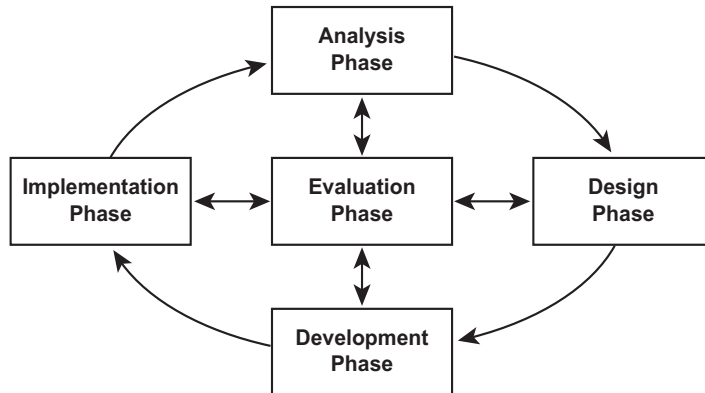 Analysis
Phase
Implementation
Phase
Evaluation
Phase
Design
Phase
Development
Phase